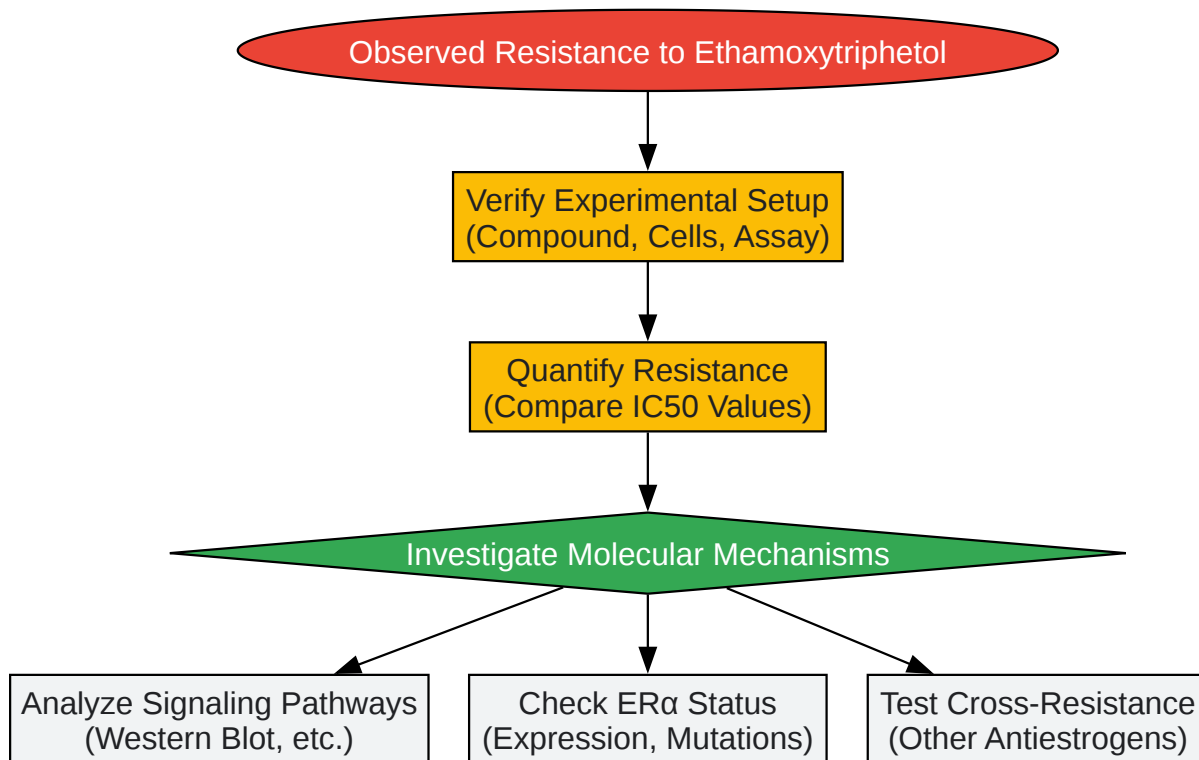 Observed Resistance to Ethamoxytriphetol
Verify Experimental Setup
(Compound, Cells, Assay)
Quantify Resistance
(Compare IC50 Values)
Investigate Molecular Mechanisms
Analyze Signaling Pathways
(Western Blot, etc.)
Check ERα Status
(Expression, Mutations)
Test Cross-Resistance
(Other Antiestrogens)